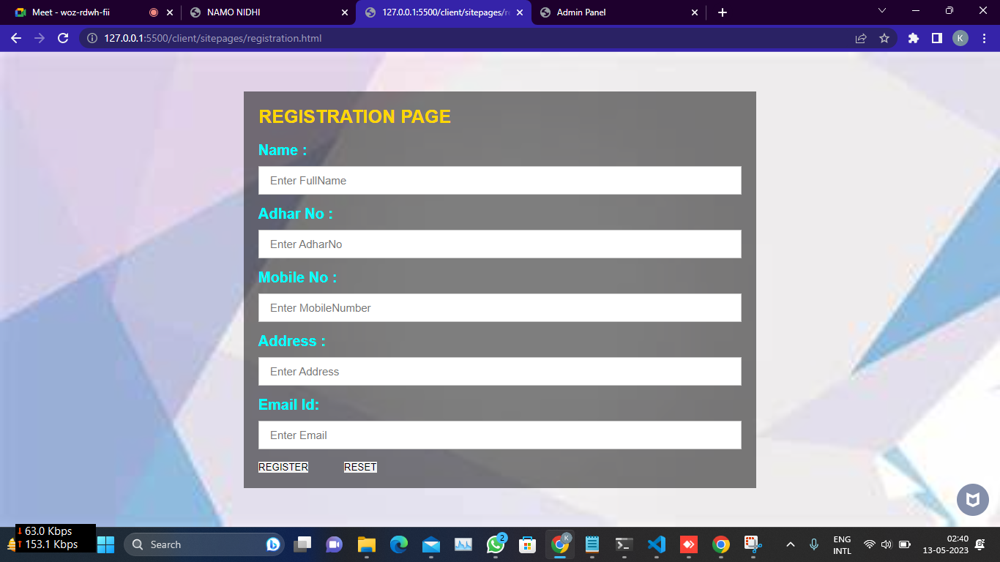 Meet - woz-rdwh-fii
NAMO NIDHI
127.0.0.1:5500/client/sitepages/re
Admin Panel
127.0.0.1:5500/client/sitepages/registration.html
K
REGISTRATION PAGE
Name :
Enter FullName
Adhar No :
Enter AdharNo
Mobile No :
Enter MobileNumber
Address :
Enter Address
Email Id:
Enter Email
REGISTER RESET
63.0 Kbps
153.1 Kbps
Search
2
K
ENG
INTL
02:40
13-05-2023